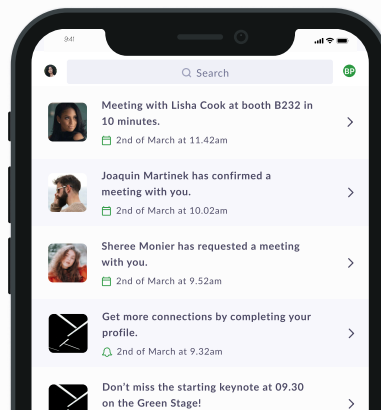 9:41
Search
BP
Meeting with Lisha Cook at booth B232 in
10 minutes.
2nd of March at 11.42am
Joaquin Martinek has confirmed a
meeting with you.
2nd of March at 10.02am
Sheree Monier has requested a meeting
with you.
2nd of March at 9.52am
Get more connections by completing your
profile.
2nd of March at 9.32am
Don't miss the starting keynote at 09.30
on the Green Stage!